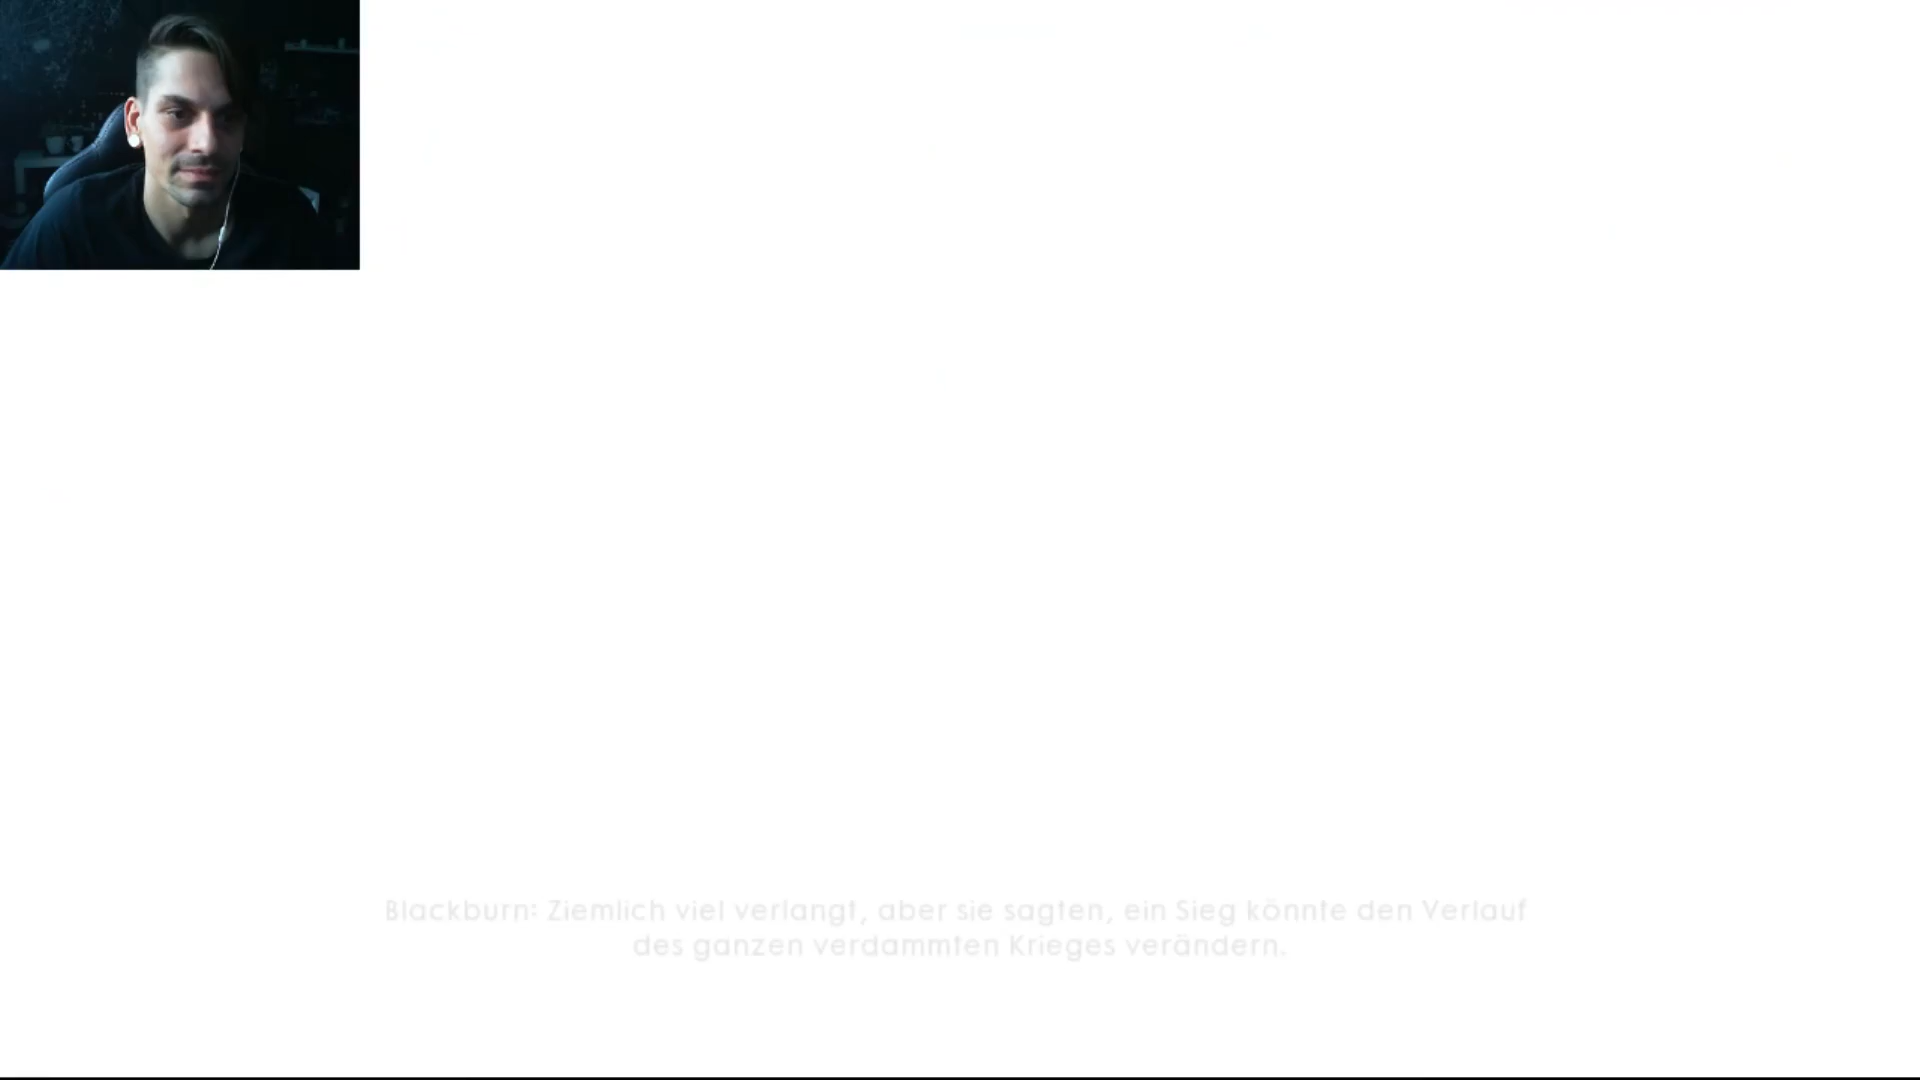 Blackburn: Ziemlich viel verlangt, aber sie sagten, ein Sieg könnte den Verlauf
des ganzen verdammten Krieges verändern.